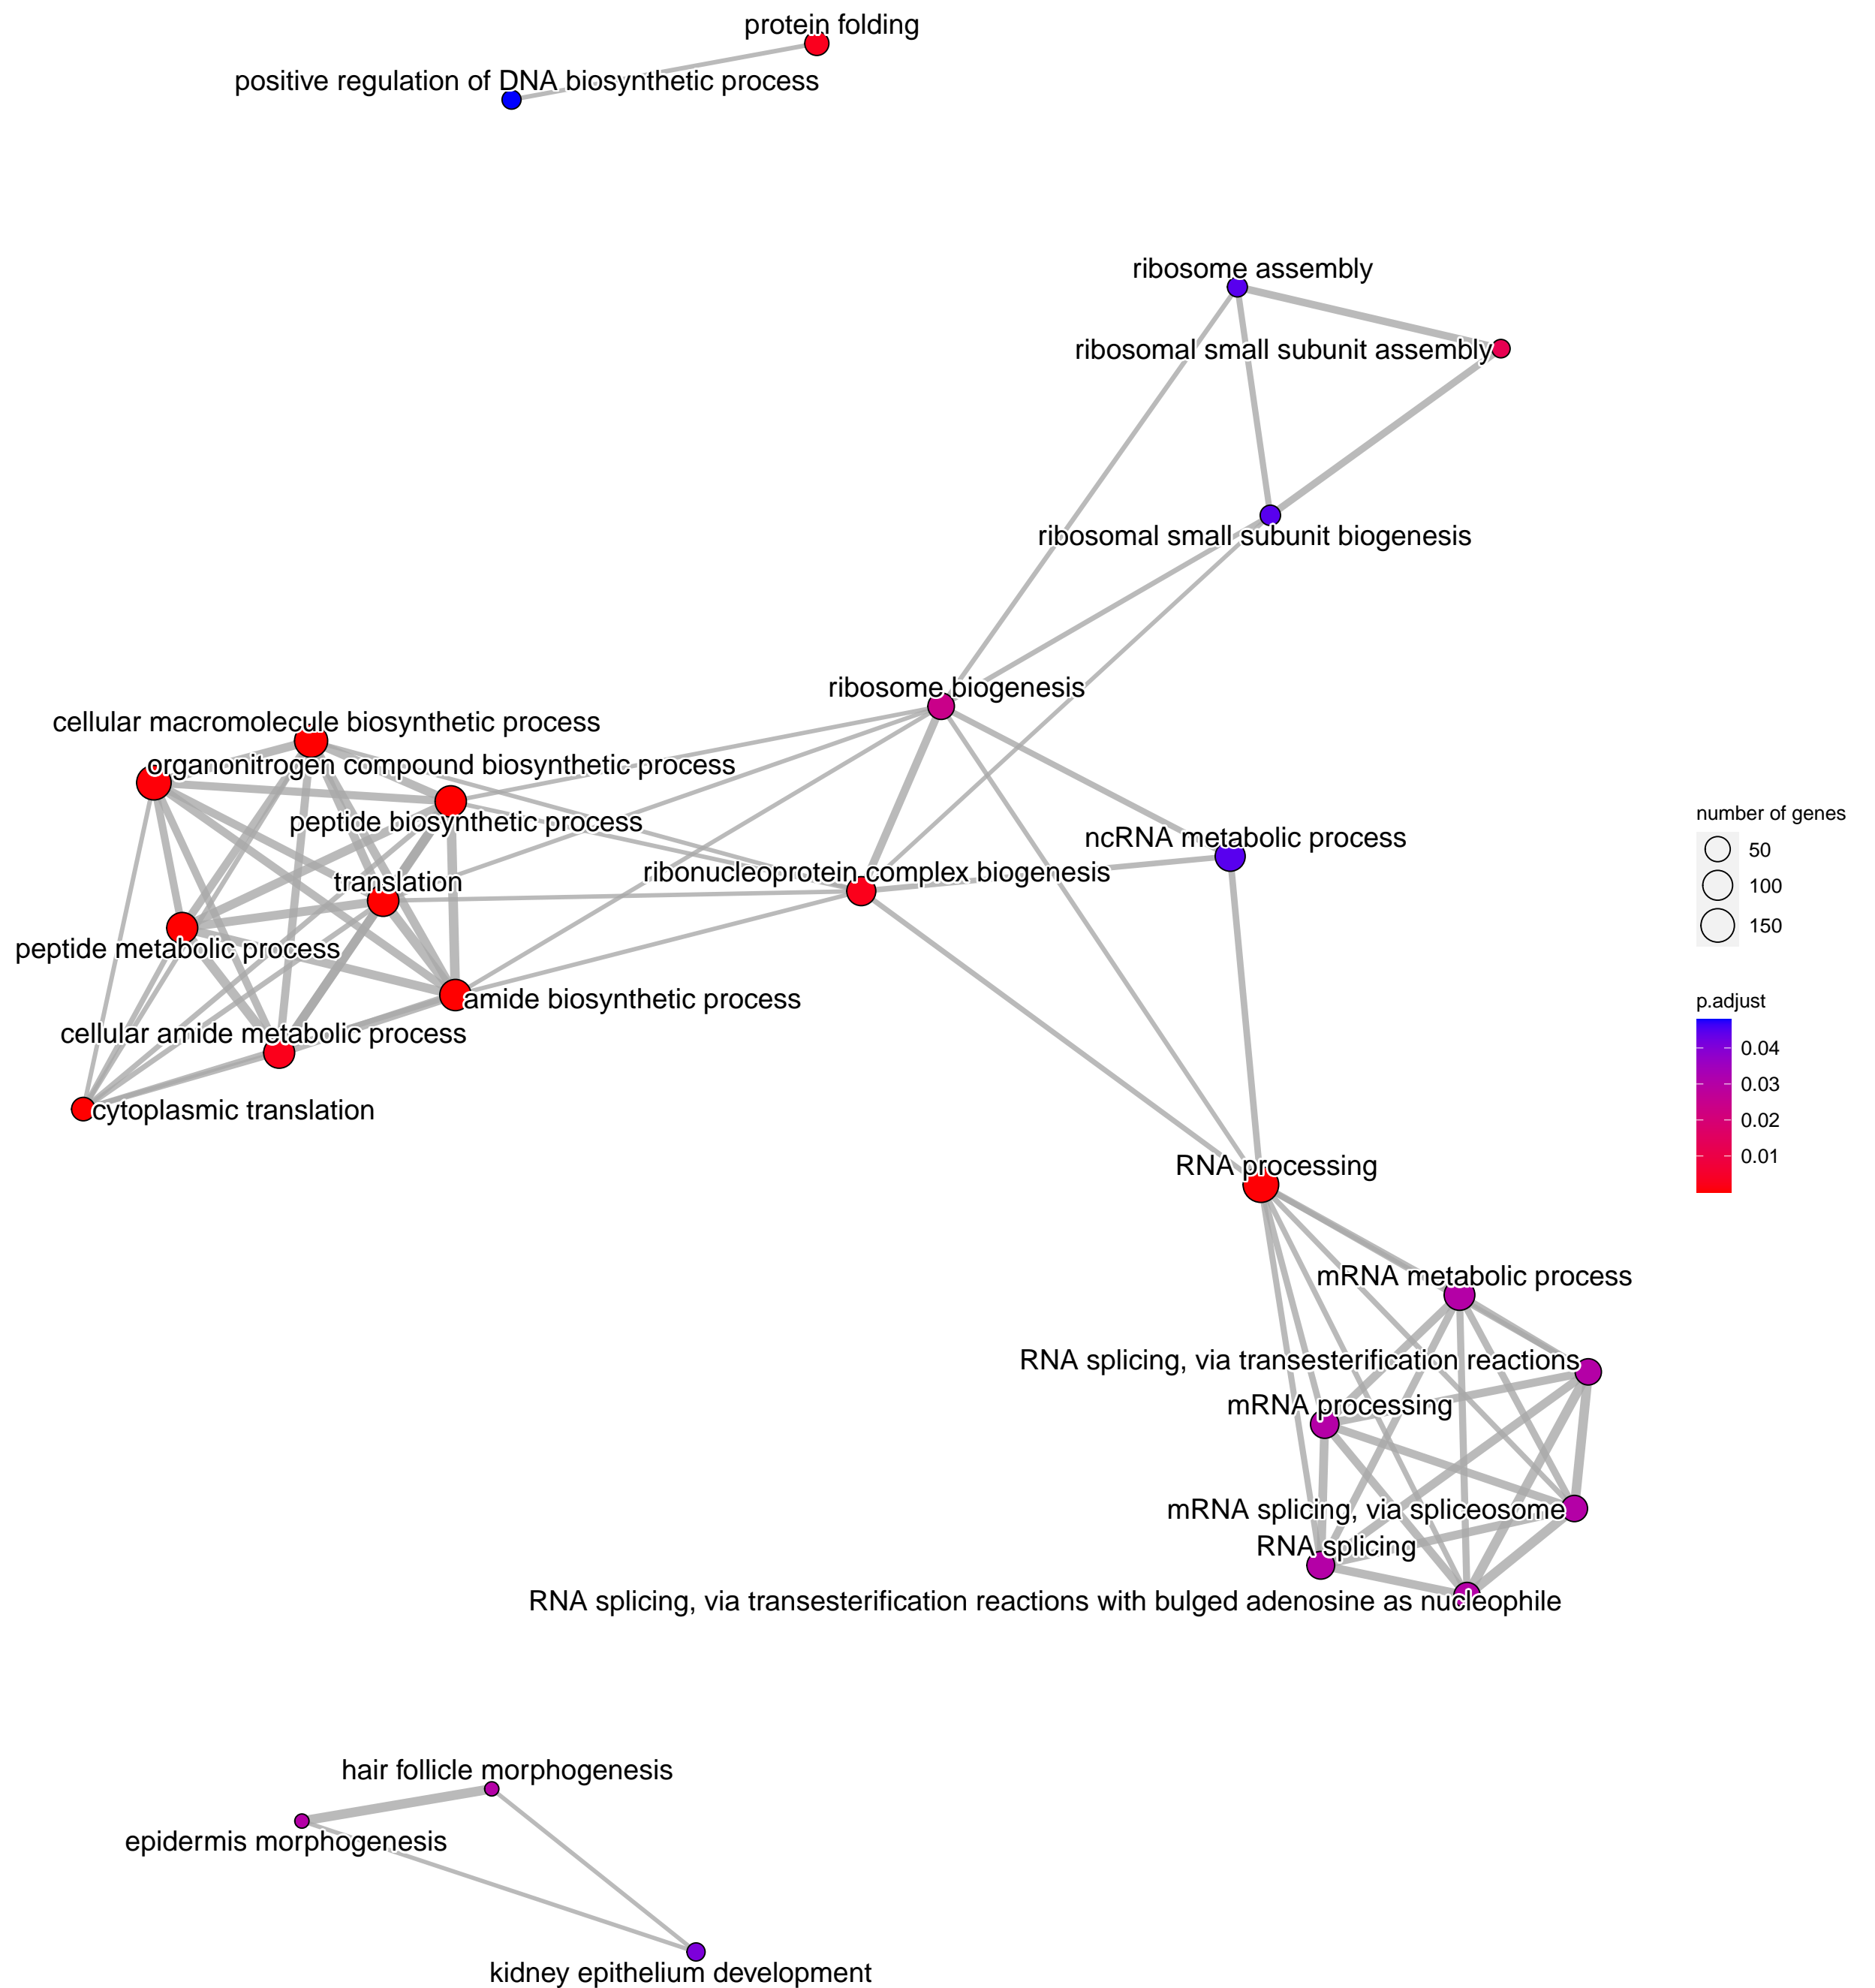 protein folding
positive regulation of DNA biosynthetic process
ribosome assembly
ribosomal small subunit assembly
ribosomal small subunit biogenesis
ribosome biogenesis
cellular macromolecule biosynthetic process
organonitrogen compound biosynthetic process
peptide biosynthetic process
ncRNA metabolic process
ribonucleoprotein complex biogenesis
translation
peptide metabolic process
amide biosynthetic process
cellular amide metabolic process
cytoplasmic translation
number of genes
50
100
150
p.adjust
0.04
0.03
0.02
0.01
RNA processing
mRNA metabolic process
RNA splicing, via transesterification reactions
mRNA processing
mRNA splicing, via spliceosome
RNA splicing
RNA splicing, via transesterification reactions with bulged adenosine as nucleophile
hair follicle morphogenesis
epidermis morphogenesis
kidney epithelium development